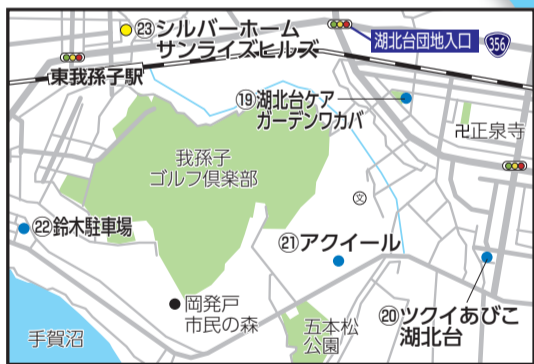 ㉓シルバーホーム
サンライズヒルズ
湖北台団地入口
356
東我孫子駅
⑲湖北台ケア
ガーデンワカバ
卍正泉寺
我孫子
ゴルフ倶楽部
文
㉒鈴木駐車場
㉑アクイール
岡発戸
市民の森
⑳ツクイあびこ
湖北台
五本松
公園
手賀沼